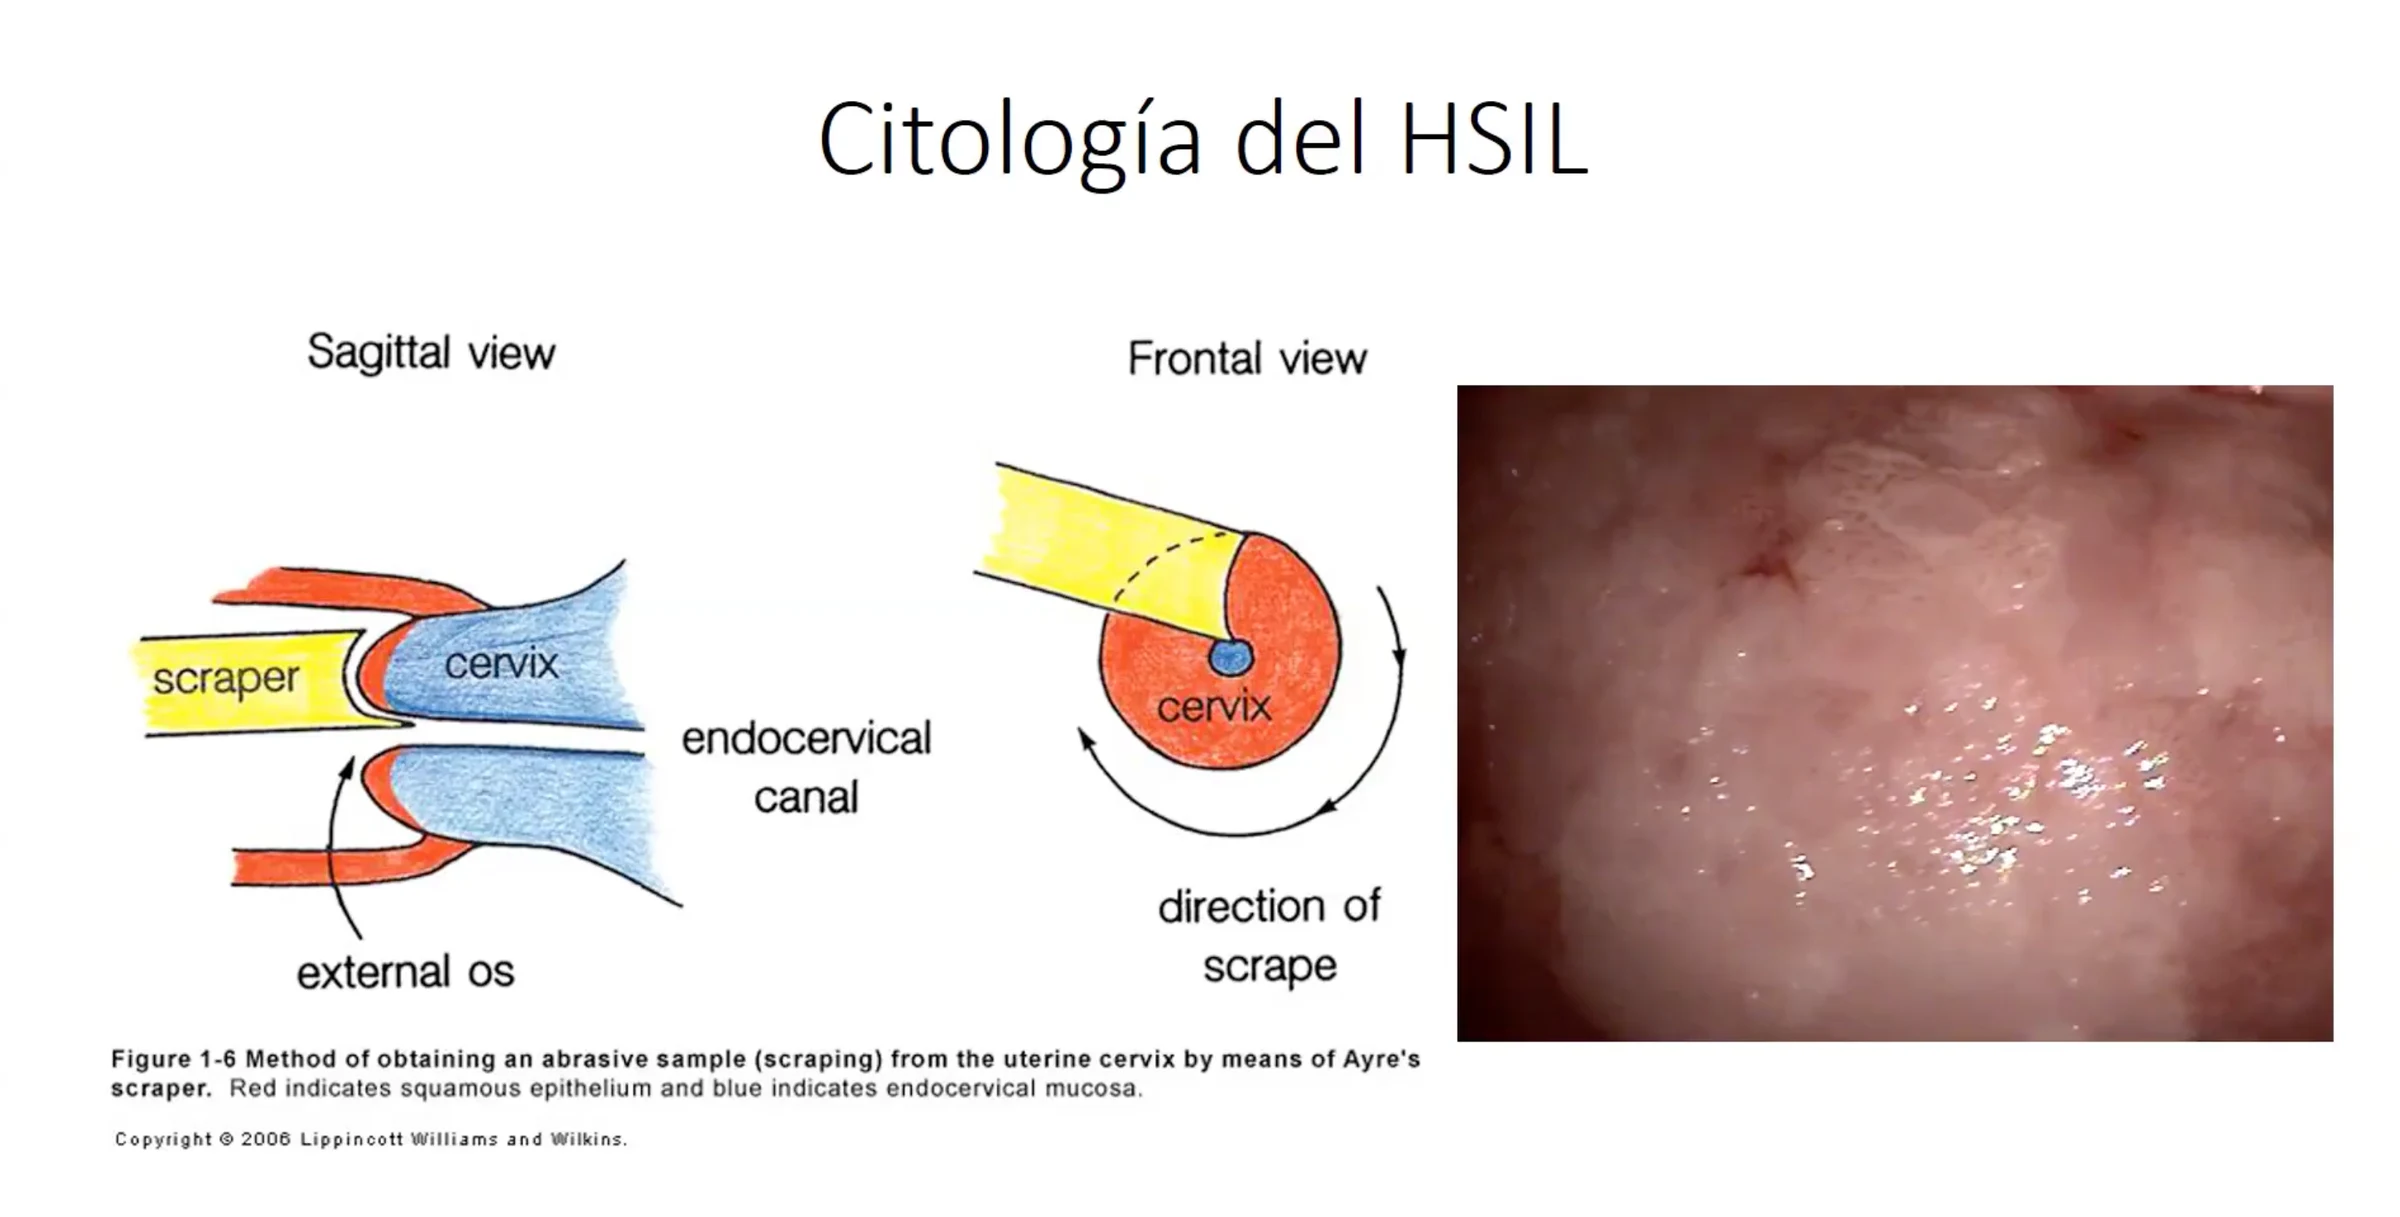 Citología del HSIL
Sagittal view
Frontal view
scraper
cervix
endocervical
canal
external os
cervix
direction of
scrape
Figure 1-6 Method of obtaining an abrasive sample (scraping) from the uterine cervix by means of Ayre's
scraper. Red indicates squamous epithelium and blue indicates endocervical mucosa.
Copyright © 2006 Lippincott Williams and Wilkins.